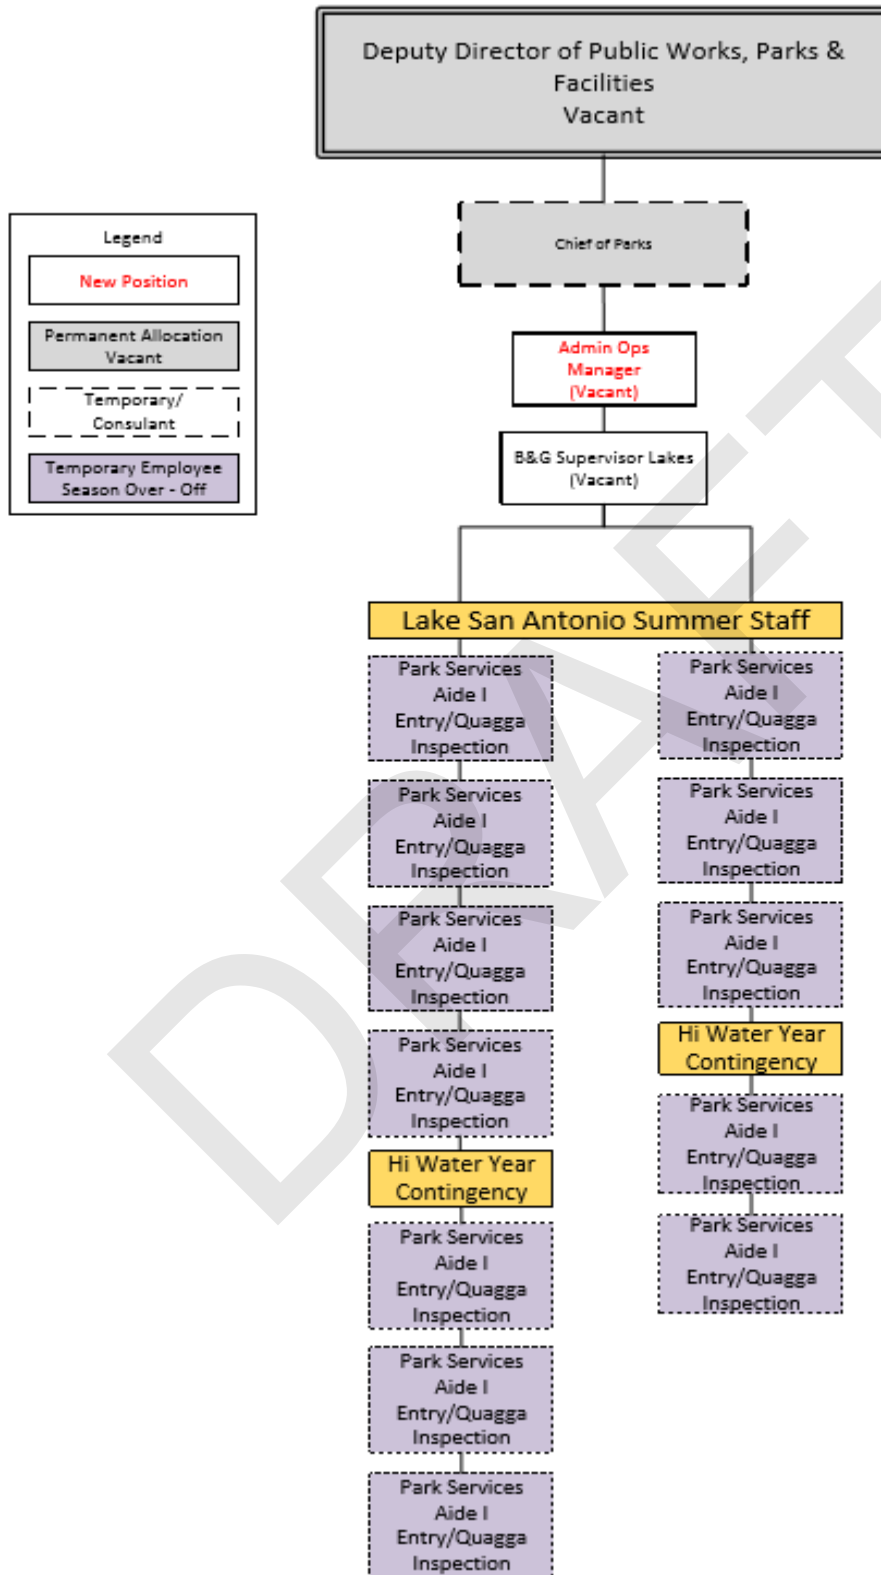 Deputy Director of Public Works, Parks &
Facilities
Vacant
Chief of Parks
Legend
New Position
Permanent Allocation
Vacant
Temporary/
Consulant
Temporary Employee
Season Over - Off
Admin Ops
Manager
(Vacant)
B&G Supervisor Lakes
(Vacant)
Lake San Antonio Summer Staff
Park Services
Aide I
Entry/Quagga
Inspection
Park Services
Aide I
Entry/Quagga
Inspection
Park Services
Aide I
Entry/Quagga
Inspection
Park Services
Aide I
Entry/Quagga
Inspection
Hi Water Year
Contingency
Park Services
Aide I
Entry/Quagga
Inspection
Park Services
Aide I
Entry/Quagga
Inspection
Park Services
Aide I
Entry/Quagga
Inspection
Park Services
Aide I
Entry/Quagga
Inspection
Park Services
Aide I
Entry/Quagga
Inspection
Park Services
Aide I
Entry/Quagga
Inspection
Hi Water Year
Contingency
Park Services
Aide I
Entry/Quagga
Inspection
Park Services
Aide I
Entry/Quagga
Inspection
DRAFT